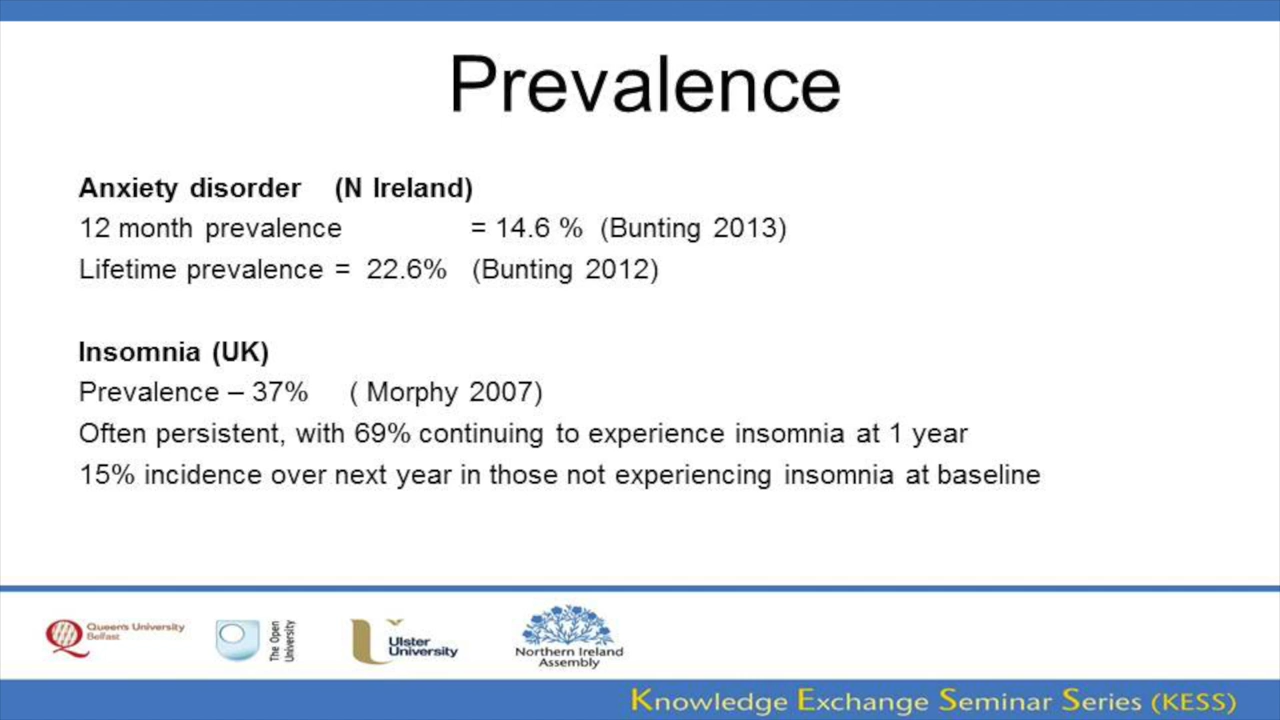 Prevalence
Anxiety disorder (N Ireland)
12 month prevalence = 14.6 % (Bunting 2013)
Lifetime prevalence = 22.6% (Bunting 2012)
Insomnia (UK)
Prevalence – 37% ( Morphy 2007)
Often persistent, with 69% continuing to experience insomnia at 1 year
15% incidence over next year in those not experiencing insomnia at baseline
Queen's University
Belfast
The Open
University
Ulster
University
Northern Ireland
Assembly
Knowledge Exchange Seminar Series (KESS)